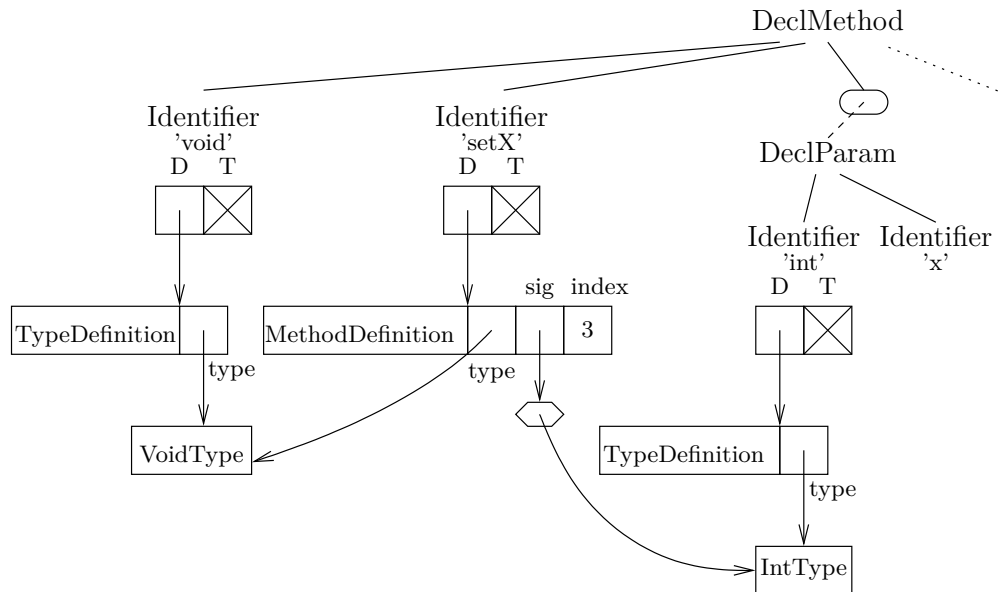 DeclMethod
Identifier
'void'
D T
Identifier
'setX'
D T
DeclParam
Identifier
'int'
D T
Identifier
'x'
TypeDefinition
type
VoidType
sig index
MethodDefinition 3
type
TypeDefinition
type
IntType